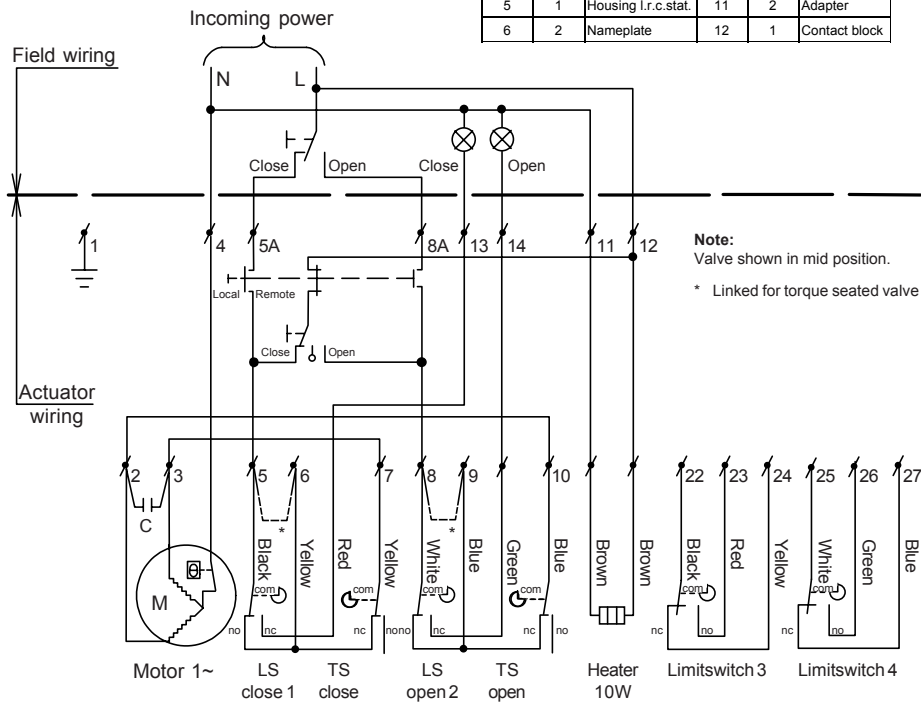 5 1 Housing l.r.c.stat. 11 2 Adapter
6 2 Nameplate 12 1 Contact block
Incoming power
Field wiring
N L
Close Open Close Open
1 4 5A 8A 13 14 11 12
Note:
Valve shown in mid position.
* Linked for torque seated valve
Local Remote
Close Open
Actuator
wiring
2 3 5 6 7 8 9 10 22 23 24 25 26 27
C * *
Black Yellow Red Yellow White Blue Green Blue Brown Brown Black Red Yellow White Green Blue
M com com com com com com
no nc nc no no nc nc no nc no nc no
Motor 1~ LS TS LS TS Heater Limitswitch 3 Limitswitch 4
close 1 close open 2 open 10W